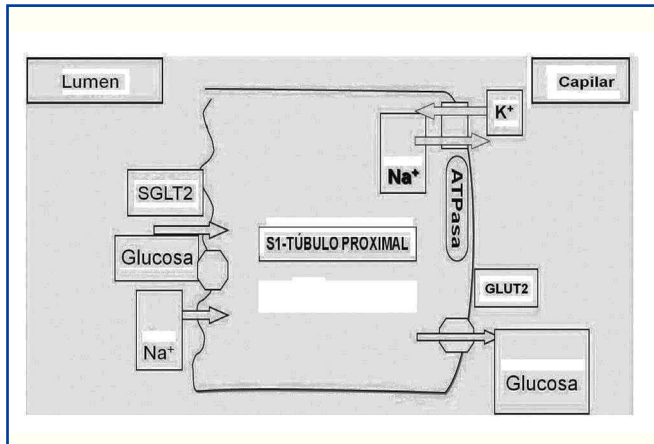 Lumen
Capilar
K⁺
Na⁺
ATPasa
SGLT2
S1-TÚBULO PROXIMAL
Glucosa
GLUT2
Na⁺
Glucosa